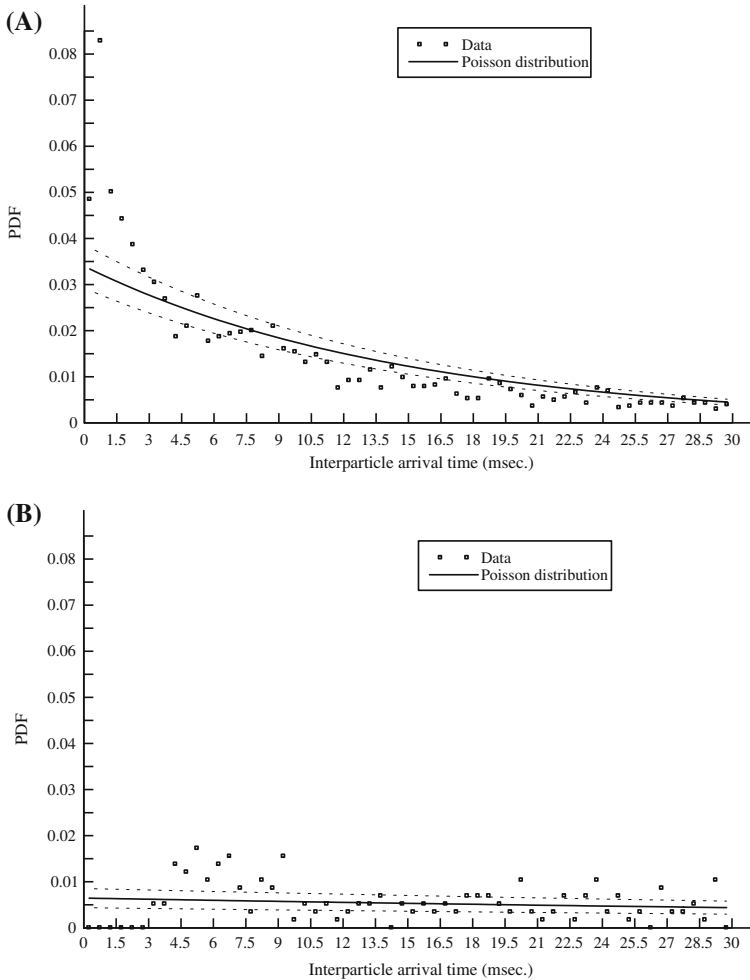 (A)
0.08
0.07
0.06
0.05
0.04
0.03
0.02
0.01
0
PDF
Data
Poisson distribution
0 1.5 3 4.5 6 7.5 9 10.5 12 13.5 15 16.5 18 19.5 21 22.5 24 25.5 27 28.5 30
Interparticle arrival time (msec.)
(B)
0.08
0.07
0.06
0.05
0.04
0.03
0.02
0.01
0
PDF
Data
Poisson distribution
0 1.5 3 4.5 6 7.5 9 10.5 12 13.5 15 16.5 18 19.5 21 22.5 24 25.5 27 28.5 30
Interparticle arrival time (msec.)